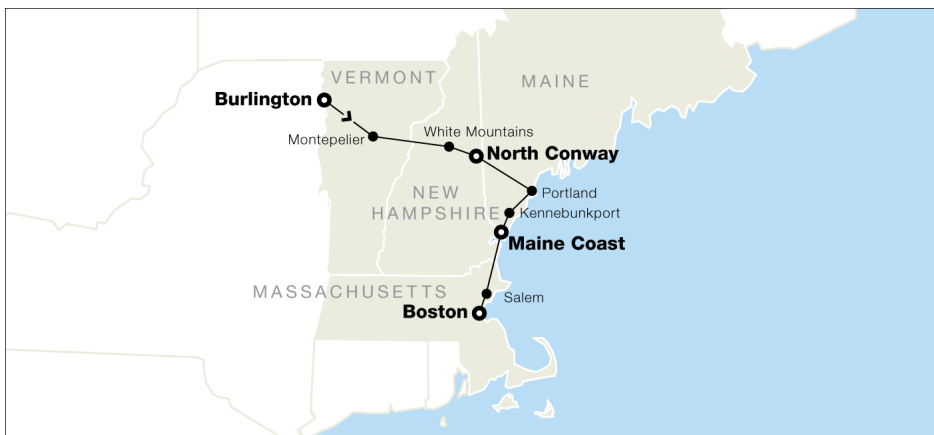 VERMONT
MAINE
Burlington
White Mountains
Montepelier
North Conway
NEW
HAMPSHIRE
Portland
Kennebunkport
Maine Coast
MASSACHUSETTS
Salem
Boston